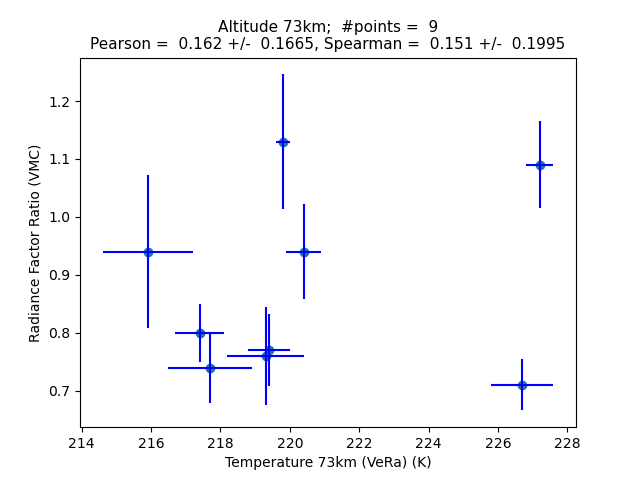 Altitude 73km;  #points =  9
Pearson =  0.162 +/-  0.1665, Spearman =  0.151 +/-  0.1995
Radiance Factor Ratio (VMC)
1.2
1.1
1.0
0.9
0.8
0.7
214 216 218 220 222 224 226 228
Temperature 73km (VeRa) (K)